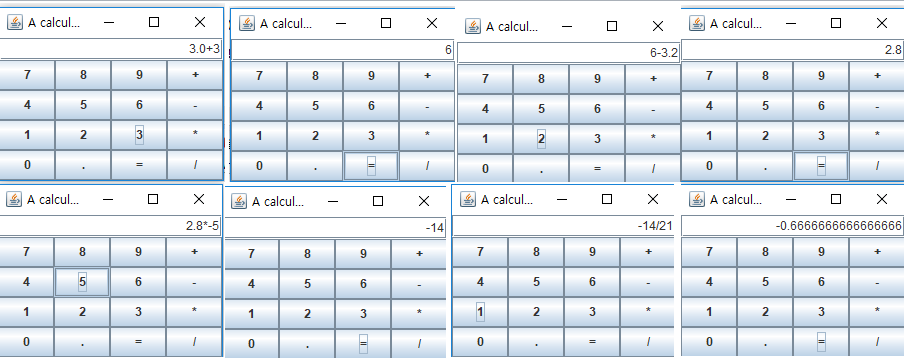 A calcul...
3.0+3
7 8 9 +
4 5 6 -
1 2 3 *
0 . = /
A calcul...
6
7 8 9 +
4 5 6 -
1 2 3 *
0 . = /
A calcul...
6-3.2
7 8 9 +
4 5 6 -
1 2 3 *
0 . = /
A calcul...
2.8
7 8 9 +
4 5 6 -
1 2 3 *
0 . = /
A calcul...
2.8*-5
7 8 9 +
4 5 6 -
1 2 3 *
0 . = /
A calcul...
-14
7 8 9 +
4 5 6 -
1 2 3 *
0 . = /
A calcul...
-14/21
7 8 9 +
4 5 6 -
1 2 3 *
0 . = /
A calcul...
-0.6666666666666666
7 8 9 +
4 5 6 -
1 2 3 *
0 . = /